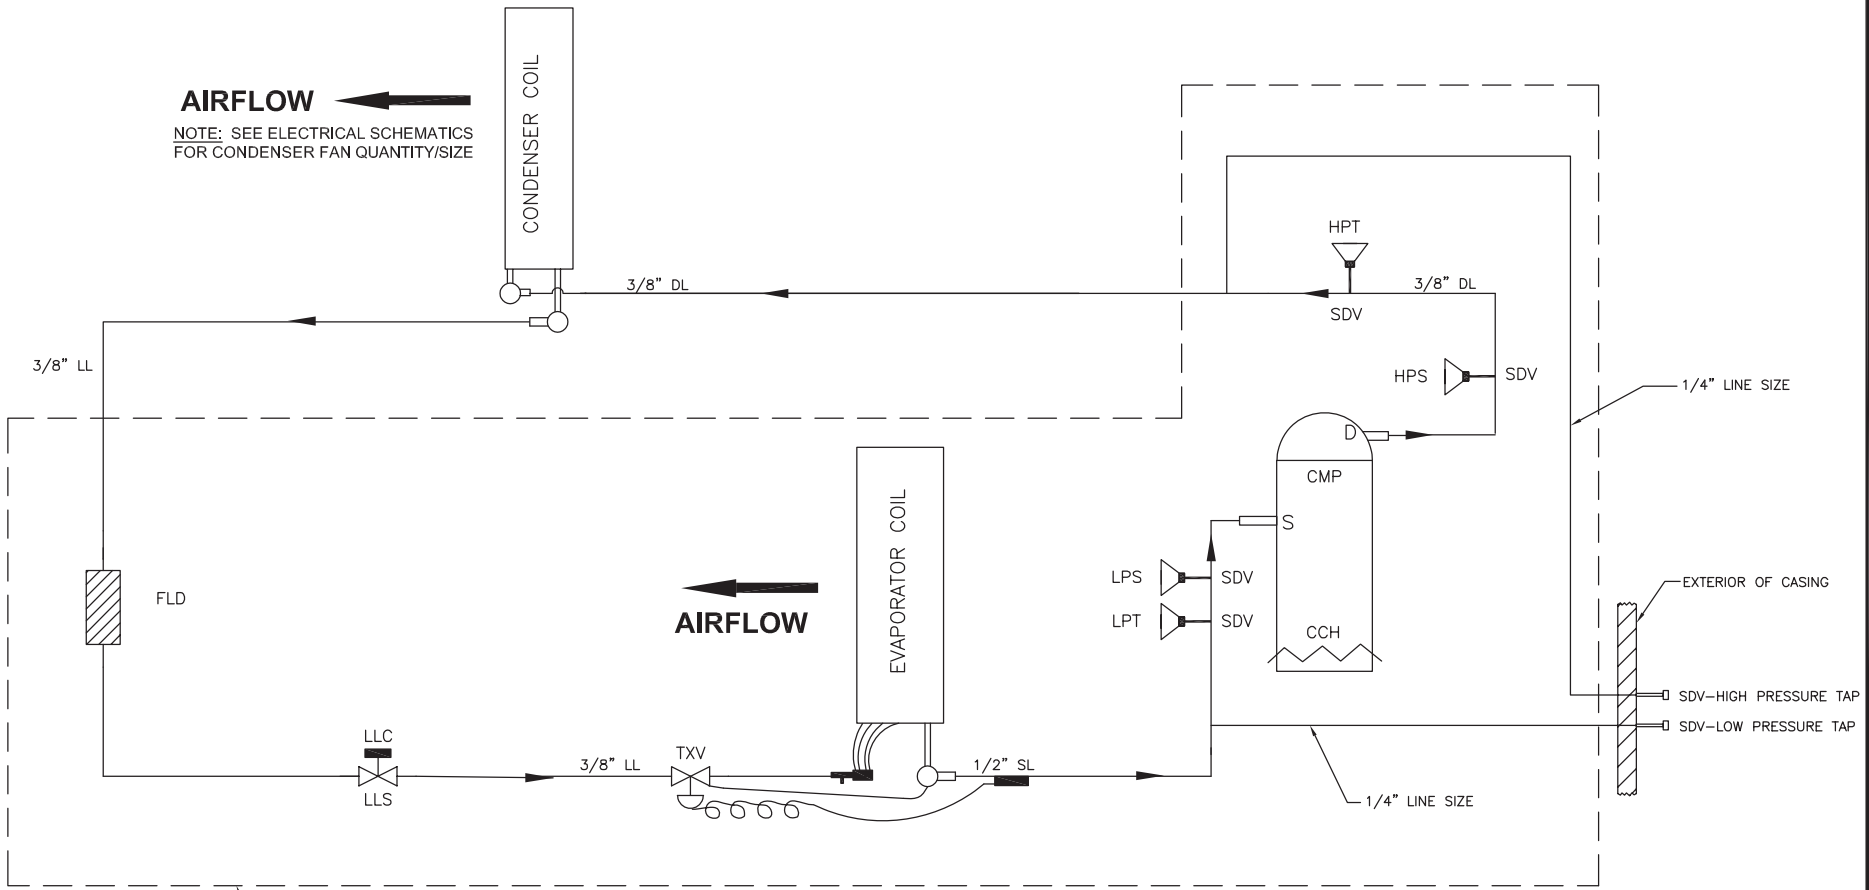 CONDENSER COIL
AIRFLOW
NOTE: SEE ELECTRICAL SCHEMATICS
FOR CONDENSER FAN QUANTITY/SIZE
HPT
3/8” DL
3/8” DL
SDV
3/8” LL
HPS
SDV
1/4” LINE SIZE
D
CMP
S
EVAPORATOR COIL
LPS
SDV
LPT
SDV
EXTERIOR OF CASING
FLD
AIRFLOW
CCH
SDV-HIGH PRESSURE TAP
SDV-LOW PRESSURE TAP
LLC
LLS
3/8” LL
TXV
1/2” SL
1/4” LINE SIZE